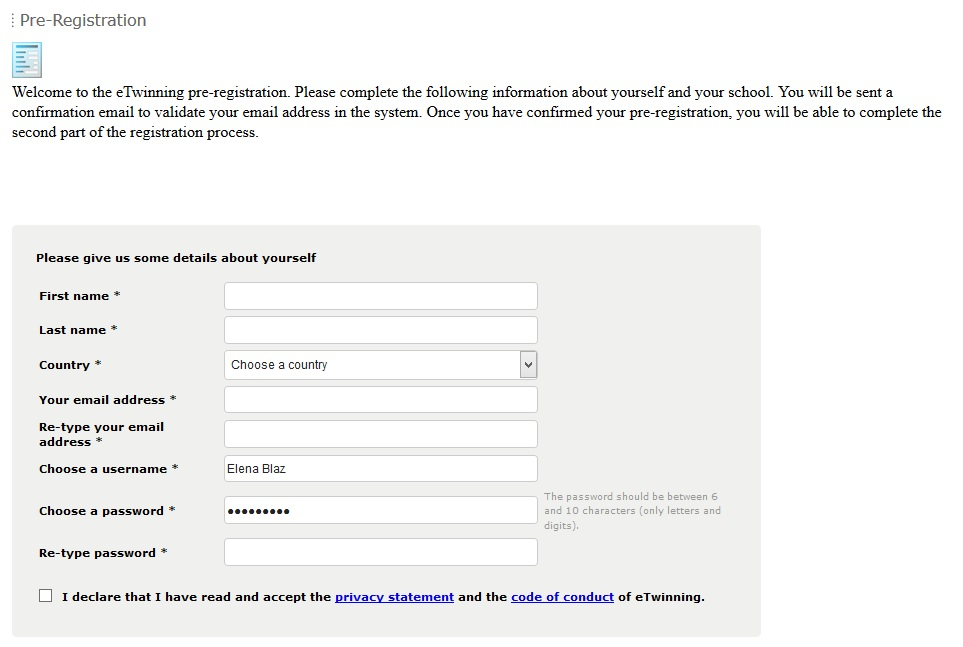 Pre-Registration
Welcome to the eTwinning pre-registration. Please complete the following information about yourself and your school. You will be sent a
confirmation email to validate your email address in the system. Once you have confirmed your pre-registration, you will be able to complete the
second part of the registration process.
Please give us some details about yourself
First name *
Last name *
Country * Choose a country
Your email address *
Re-type your email
address *
Choose a username * Elena Blaz
The password should be between 6
Choose a password * ••••••••• and 10 characters (only letters and
digits).
Re-type password *
I declare that I have read and accept the privacy statement and the code of conduct of eTwinning.